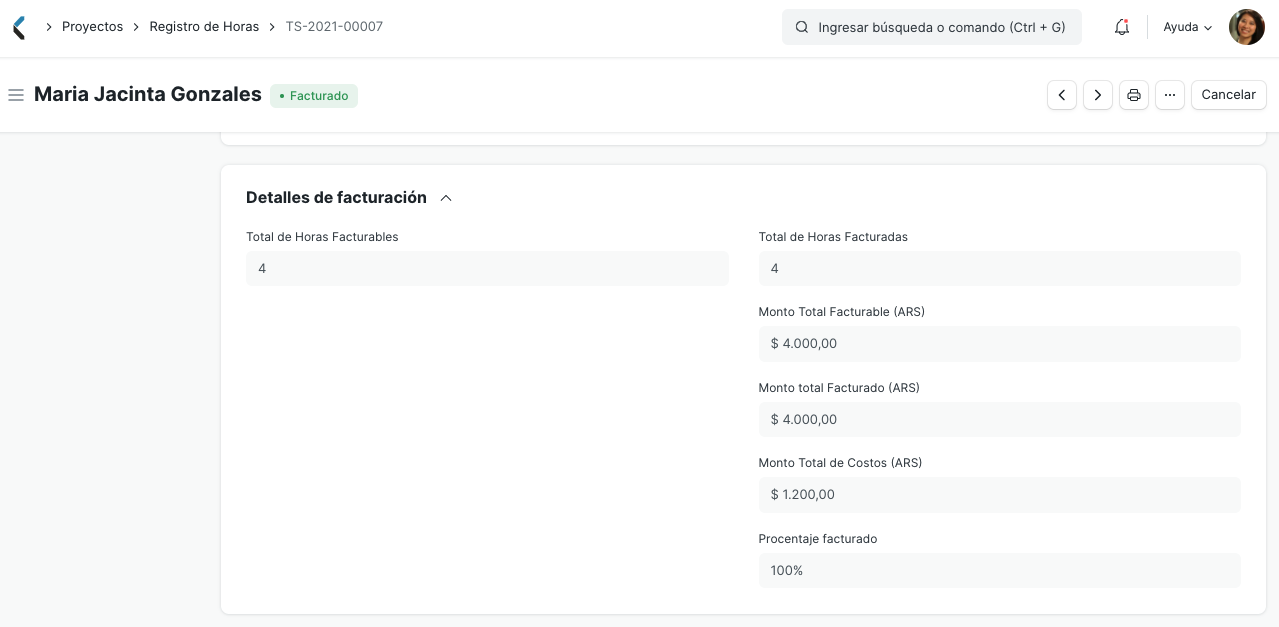 Proyectos
Registro de Horas
TS-2021-00007
Ingresar búsqueda o comando (Ctrl + G)
Ayuda
Maria Jacinta Gonzales
• Facturado
Cancelar
Detalles de facturación
Total de Horas Facturables
4
Total de Horas Facturadas
4
Monto Total Facturable (ARS)
$ 4.000,00
Monto total Facturado (ARS)
$ 4.000,00
Monto Total de Costos (ARS)
$ 1.200,00
Procentaje facturado
100%